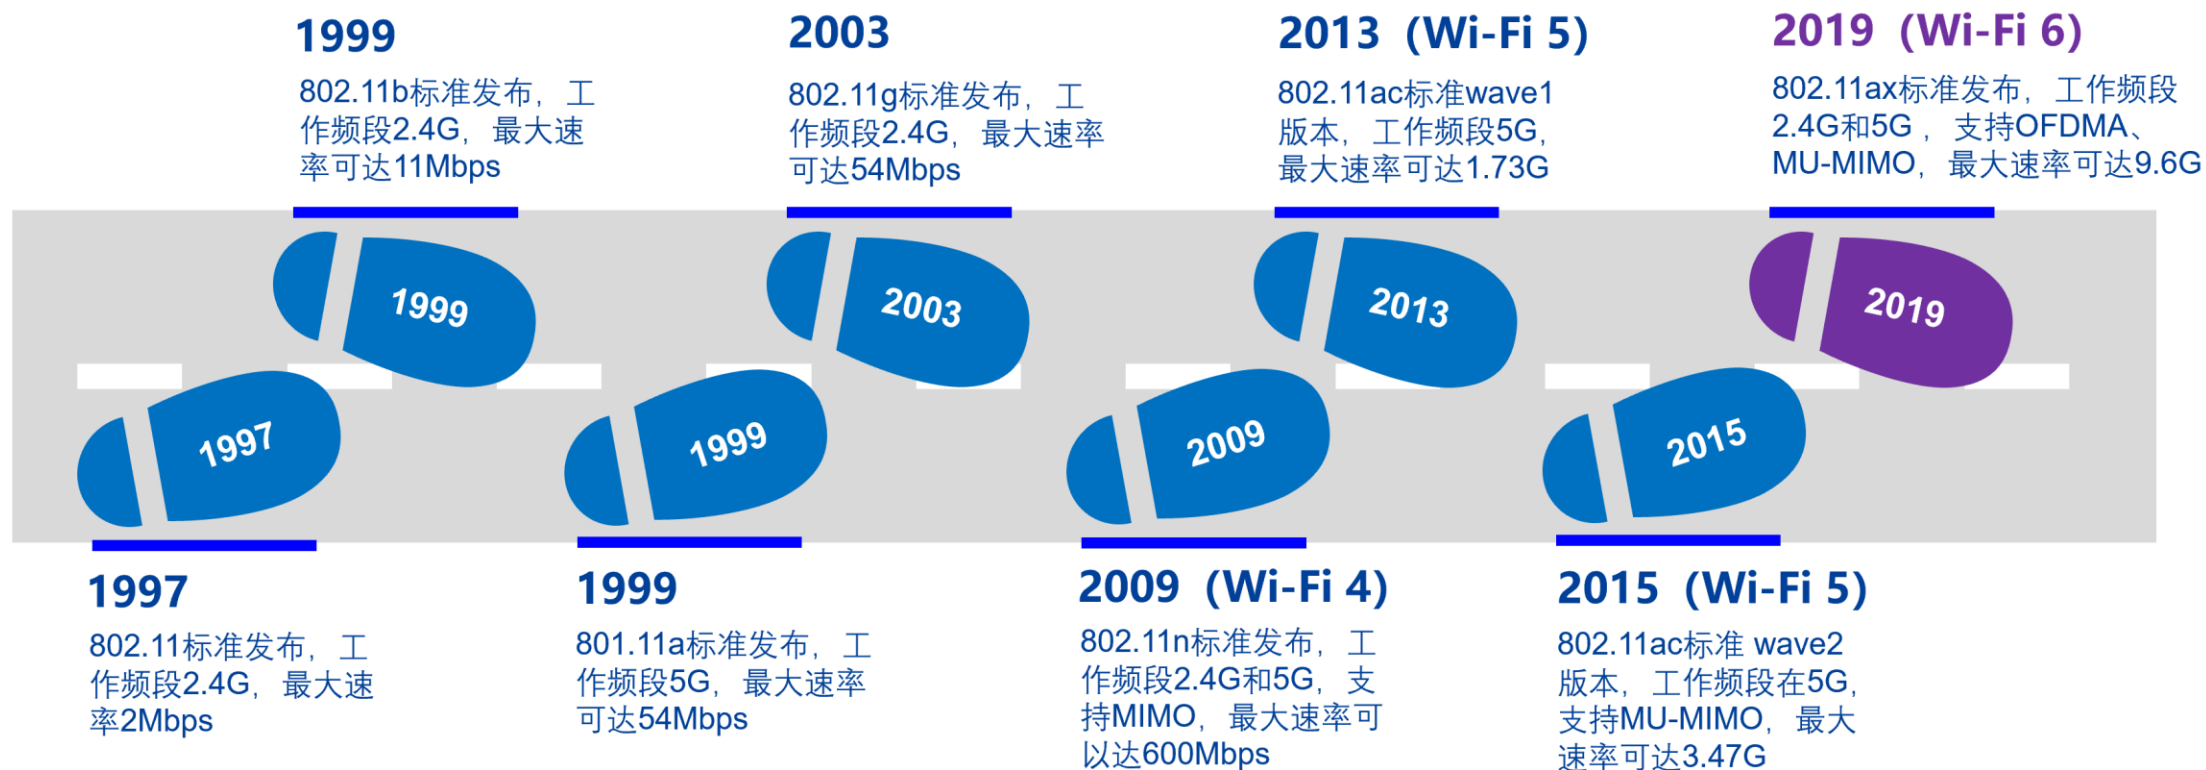 1999
802.11b标准发布，工
作频段2.4G，最大速
率可达11Mbps
2003
802.11g标准发布，工
作频段2.4G，最大速率
可达54Mbps
2013（Wi-Fi 5）
802.11ac标准wave1
版本，工作频段5G，
最大速率可达1.73G
2019（Wi-Fi 6）
802.11ax标准发布，工作频段
2.4G和5G ，支持OFDMA、
MU-MIMO，最大速率可达9.6G
1999
2003
2013
2019
1997
1999
2009
2015
1997
802.11标准发布，工
作频段2.4G，最大速
率2Mbps
1999
801.11a标准发布，工
作频段5G，最大速率
可达54Mbps
2009（Wi-Fi 4）
802.11n标准发布，工
作频段2.4G和5G，支
持MIMO，最大速率可
以达600Mbps
2015（Wi-Fi 5）
802.11ac标准 wave2
版本，工作频段在5G，
支持MU-MIMO，最大
速率可达3.47G